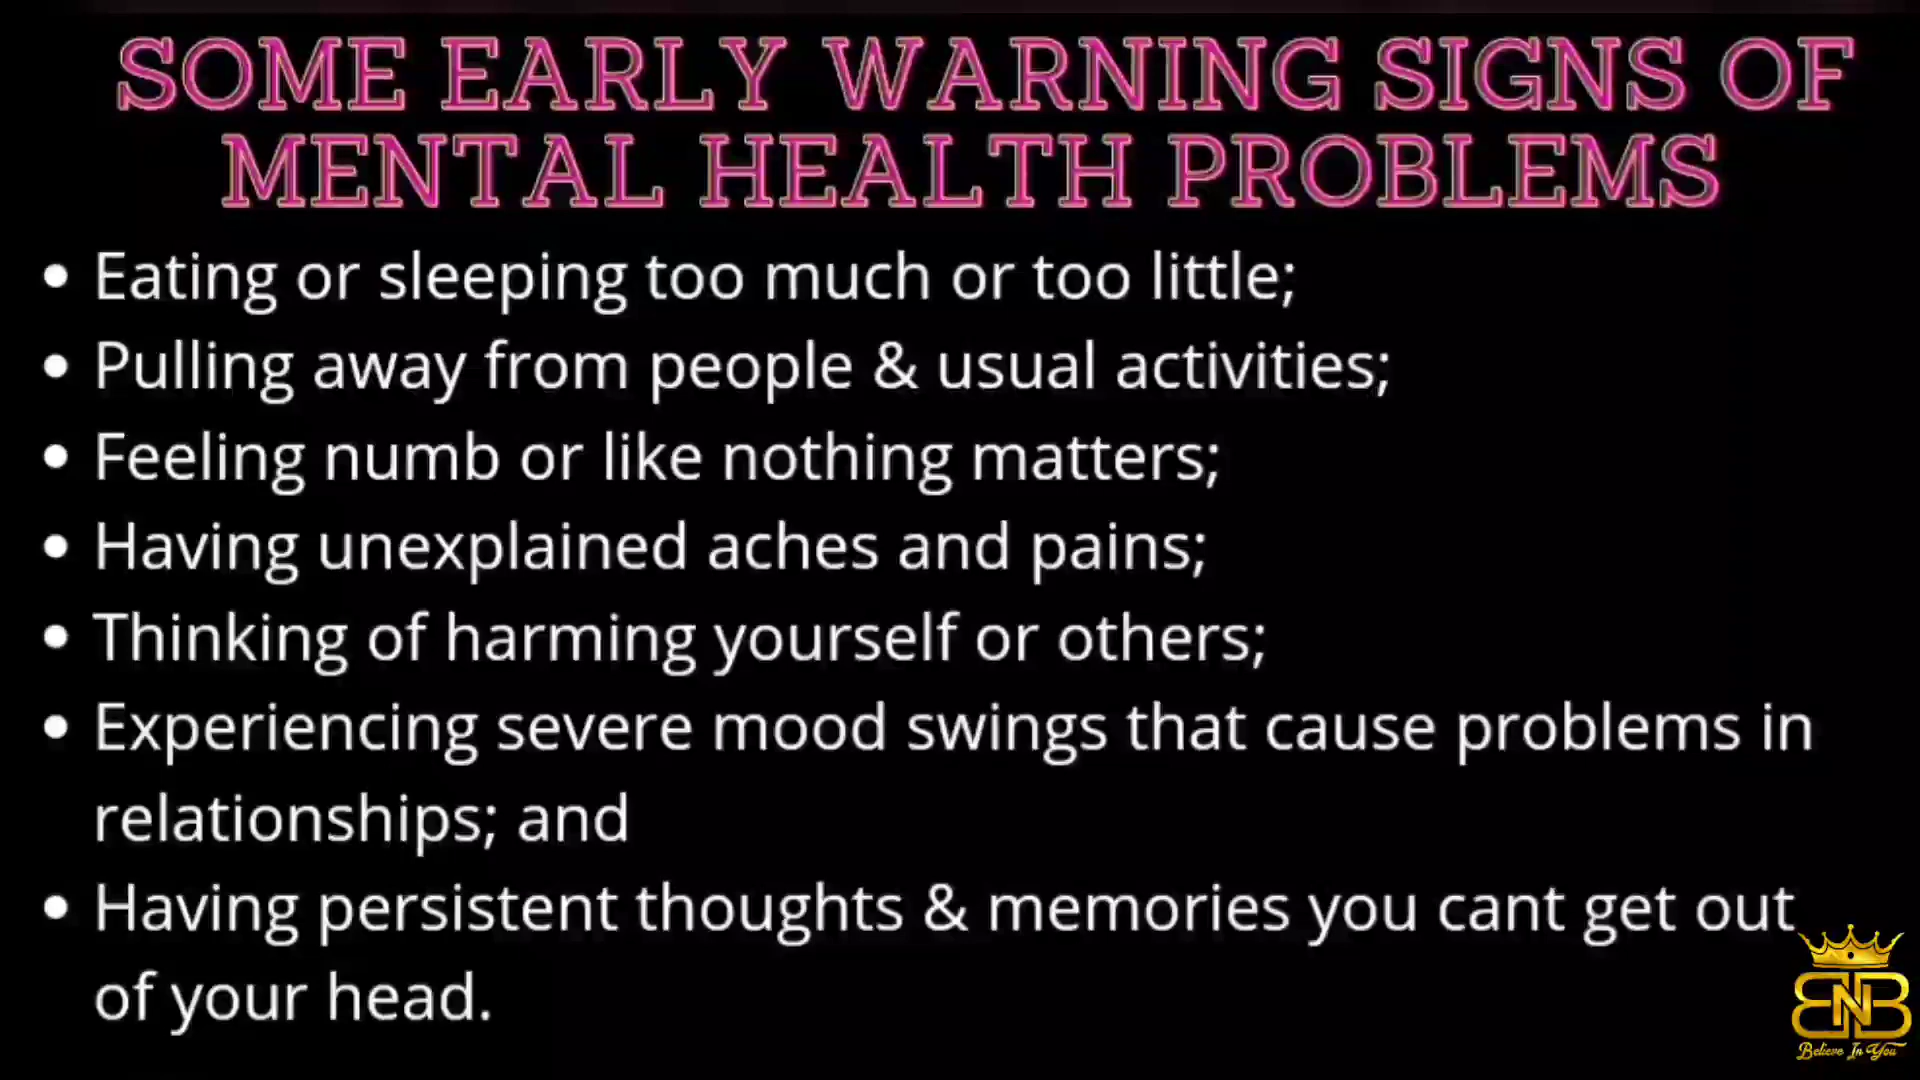 SOME EARLY WARNING SIGNS OF
MENTAL HEALTH PROBLEMS
• Eating or sleeping too much or too little;
• Pulling away from people & usual activities;
• Feeling numb or like nothing matters;
• Having unexplained aches and pains;
• Thinking of harming yourself or others;
• Experiencing severe mood swings that cause problems in
relationships; and
• Having persistent thoughts & memories you cant get out
of your head.
BNB
Believe In You